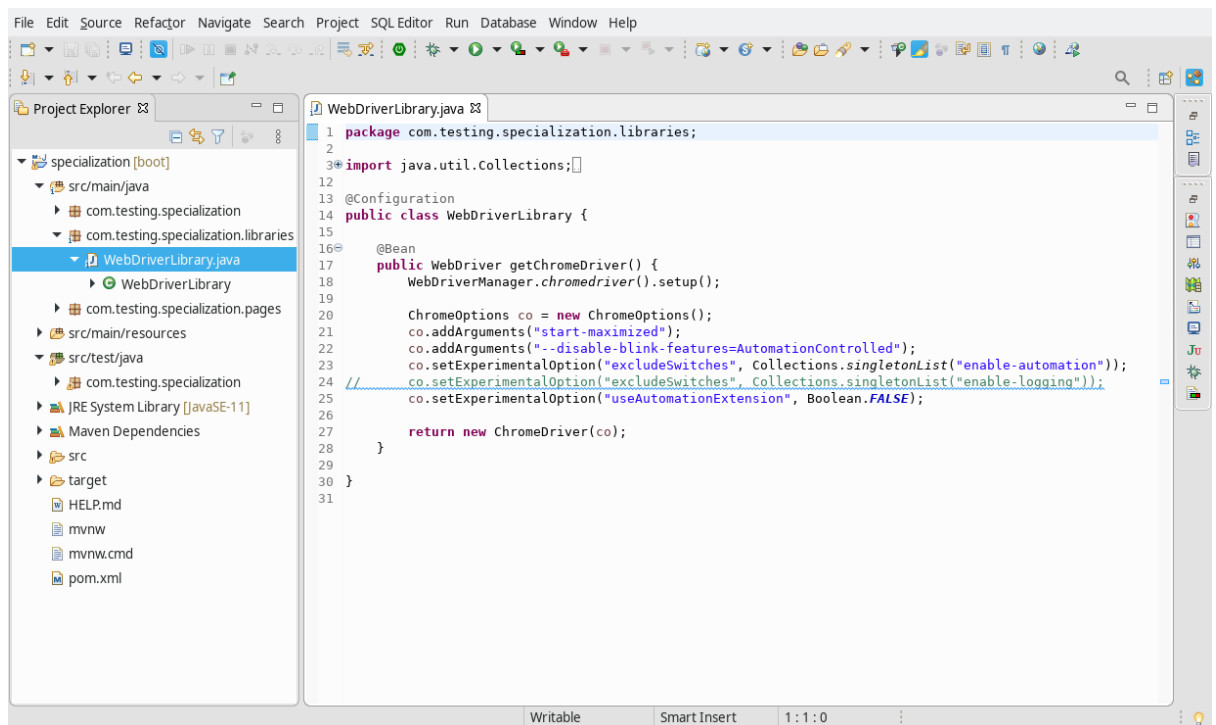 File Edit Source Refactor Navigate Search Project SQL Editor Run Database Window Help
Project Explorer
specialization [boot]
src/main/java
com.testing.specialization
com.testing.specialization.libraries
WebDriverLibrary.java
WebDriverLibrary
com.testing.specialization.pages
src/main/resources
src/test/java
com.testing.specialization
JRE System Library [JavaSE-11]
Maven Dependencies
src
target
HELP.md
mvnw
mvnw.cmd
pom.xml
WebDriverLibrary.java
1 package com.testing.specialization.libraries;
2
3 import java.util.Collections;
12
13 @Configuration
14 public class WebDriverLibrary {
15
16 @Bean
17 public WebDriver getChromeDriver() {
18 WebDriverManager.chromedriver().setup();
19
20 ChromeOptions co = new ChromeOptions();
21 co.addArguments("start-maximized");
22 co.addArguments("--disable-blink-features=AutomationControlled");
23 co.setExperimentalOption("excludeSwitches", Collections.singletonList("enable-automation"));
24 // co.setExperimentalOption("excludeSwitches", Collections.singletonList("enable-logging"));
25 co.setExperimentalOption("useAutomationExtension", Boolean.FALSE);
26
27 return new ChromeDriver(co);
28 }
29
30 }
31
Writable Smart Insert 1:1:0